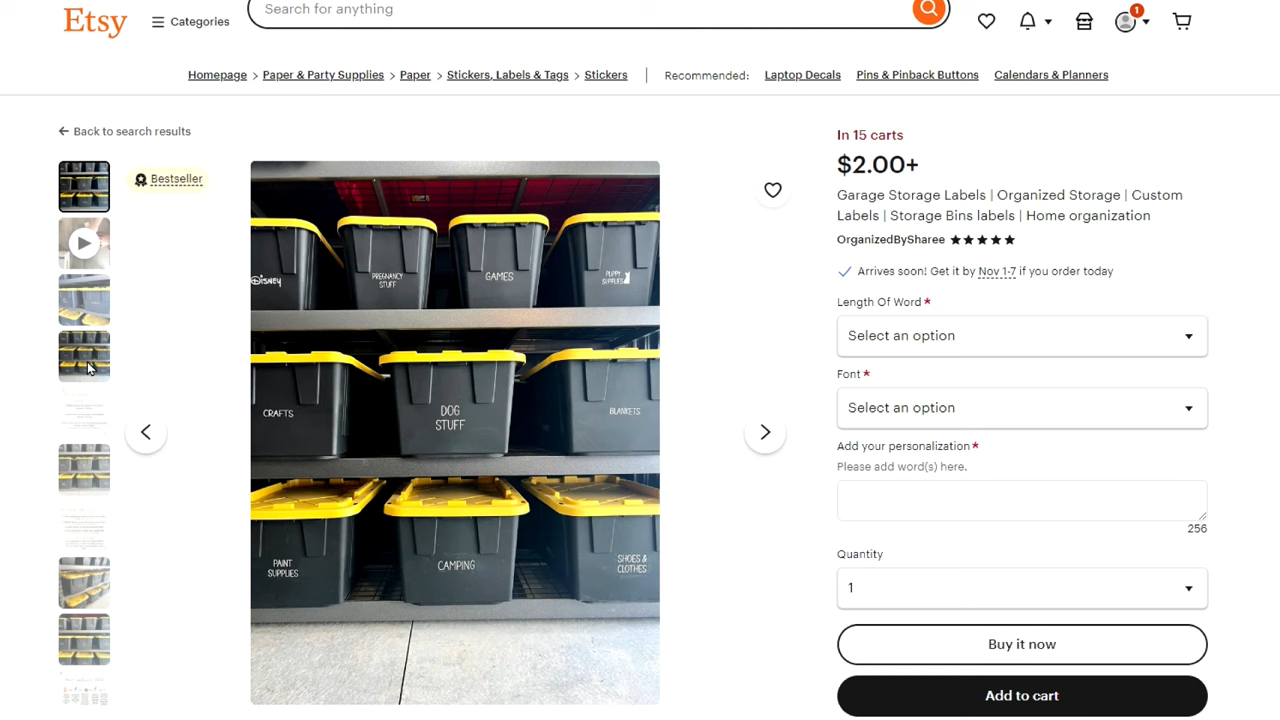 Etsy
Categories
Search for anything
1
Homepage > Paper & Party Supplies > Paper > Stickers, Labels & Tags > Stickers | Recommended: Laptop Decals Pins & Pinback Buttons Calendars & Planners
Back to search results
Bestseller
Disney
PREGNANCY
STUFF
GAMES
PUPPY
SUPPLIES
CRAFTS
DOG
STUFF
BLANKETS
PAINT
SUPPLIES
CAMPING
SHOES &
CLOTHES
In 15 carts
$2.00+
Garage Storage Labels | Organized Storage | Custom
Labels | Storage Bins labels | Home organization
OrganizedBySharee
Arrives soon! Get it by Nov 1-7 if you order today
Length Of Word *
Select an option
Font *
Select an option
Add your personalization *
Please add word(s) here.
256
Quantity
1
Buy it now
Add to cart